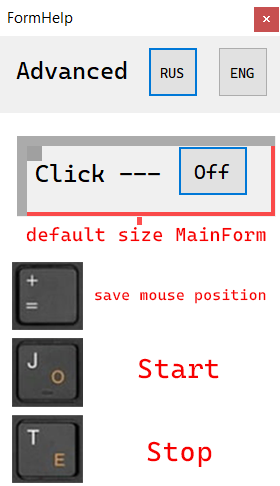 FormHelp
Advanced RUS ENG
Click --- Off
default size MainForm
+
=
save mouse position
J О
Start
T Е
Stop